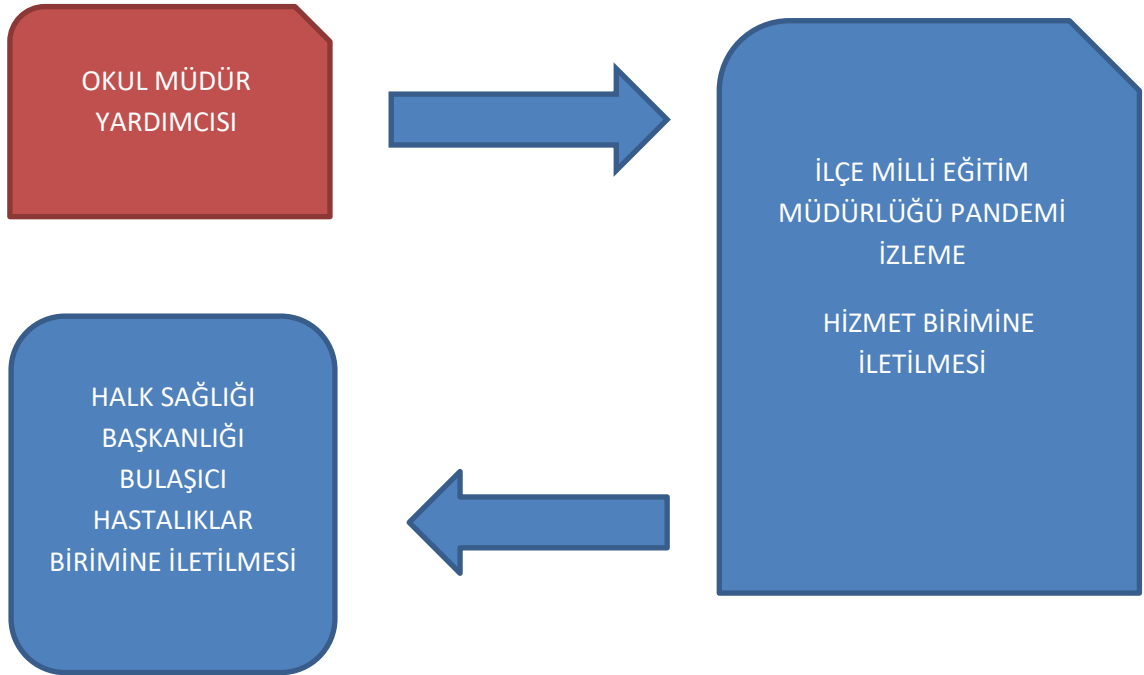 OKUL MÜDÜR
YARDIMCISI
İLÇE MİLLİ EĞİTİM
MÜDÜRLÜĞÜ PANDEMİ
İZLEME
HİZMET BİRİMİNE
İLETİLMESİ
HALK SAĞLIĞI
BAŞKANLIĞI
BULAŞICI
HASTALIKLAR
BİRİMİNE İLETİLMESİ